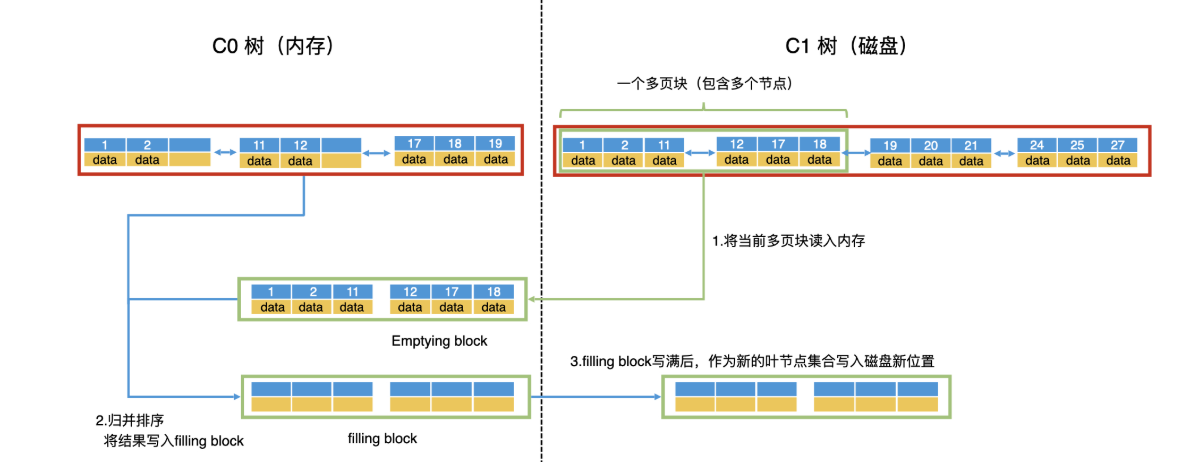 C0 树（内存）
C1 树（磁盘）
一个多页块（包含多个节点）
1 2 11 12 17 18 19
data data data data data data data
1 2 11 12 17 18 19 20 21 24 25 27
data data data data data data data data data data data data
1.将当前多页块读入内存
1 2 11 12 17 18
data data data data data data
Emptying block
3.filling block写满后，作为新的叶节点集合写入磁盘新位置
2.归并排序
将结果写入filling block
filling block